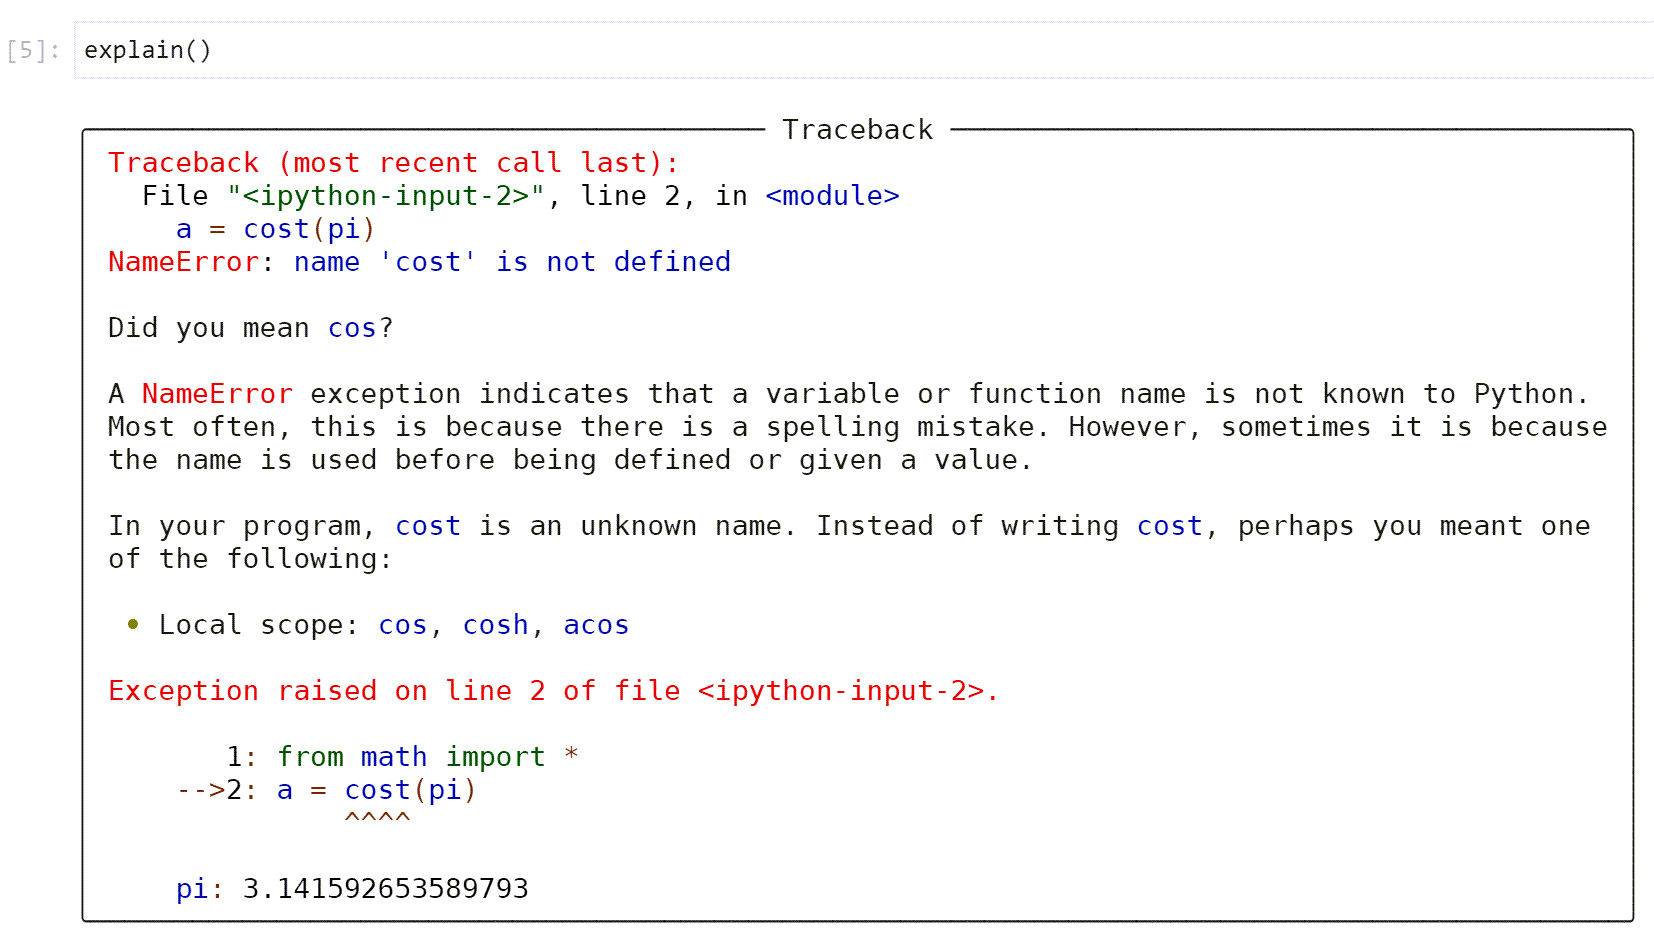 [5]: explain()
Traceback
Traceback (most recent call last):
  File "<ipython-input-2>", line 2, in <module>
    a = cost(pi)
NameError: name 'cost' is not defined
Did you mean cos?
A NameError exception indicates that a variable or function name is not known to Python.
Most often, this is because there is a spelling mistake. However, sometimes it is because
the name is used before being defined or given a value.
In your program, cost is an unknown name. Instead of writing cost, perhaps you meant one
of the following:
• Local scope: cos, cosh, acos
Exception raised on line 2 of file <ipython-input-2>.
       1: from math import *
    -->2: a = cost(pi)
              ^^^^
    pi: 3.141592653589793